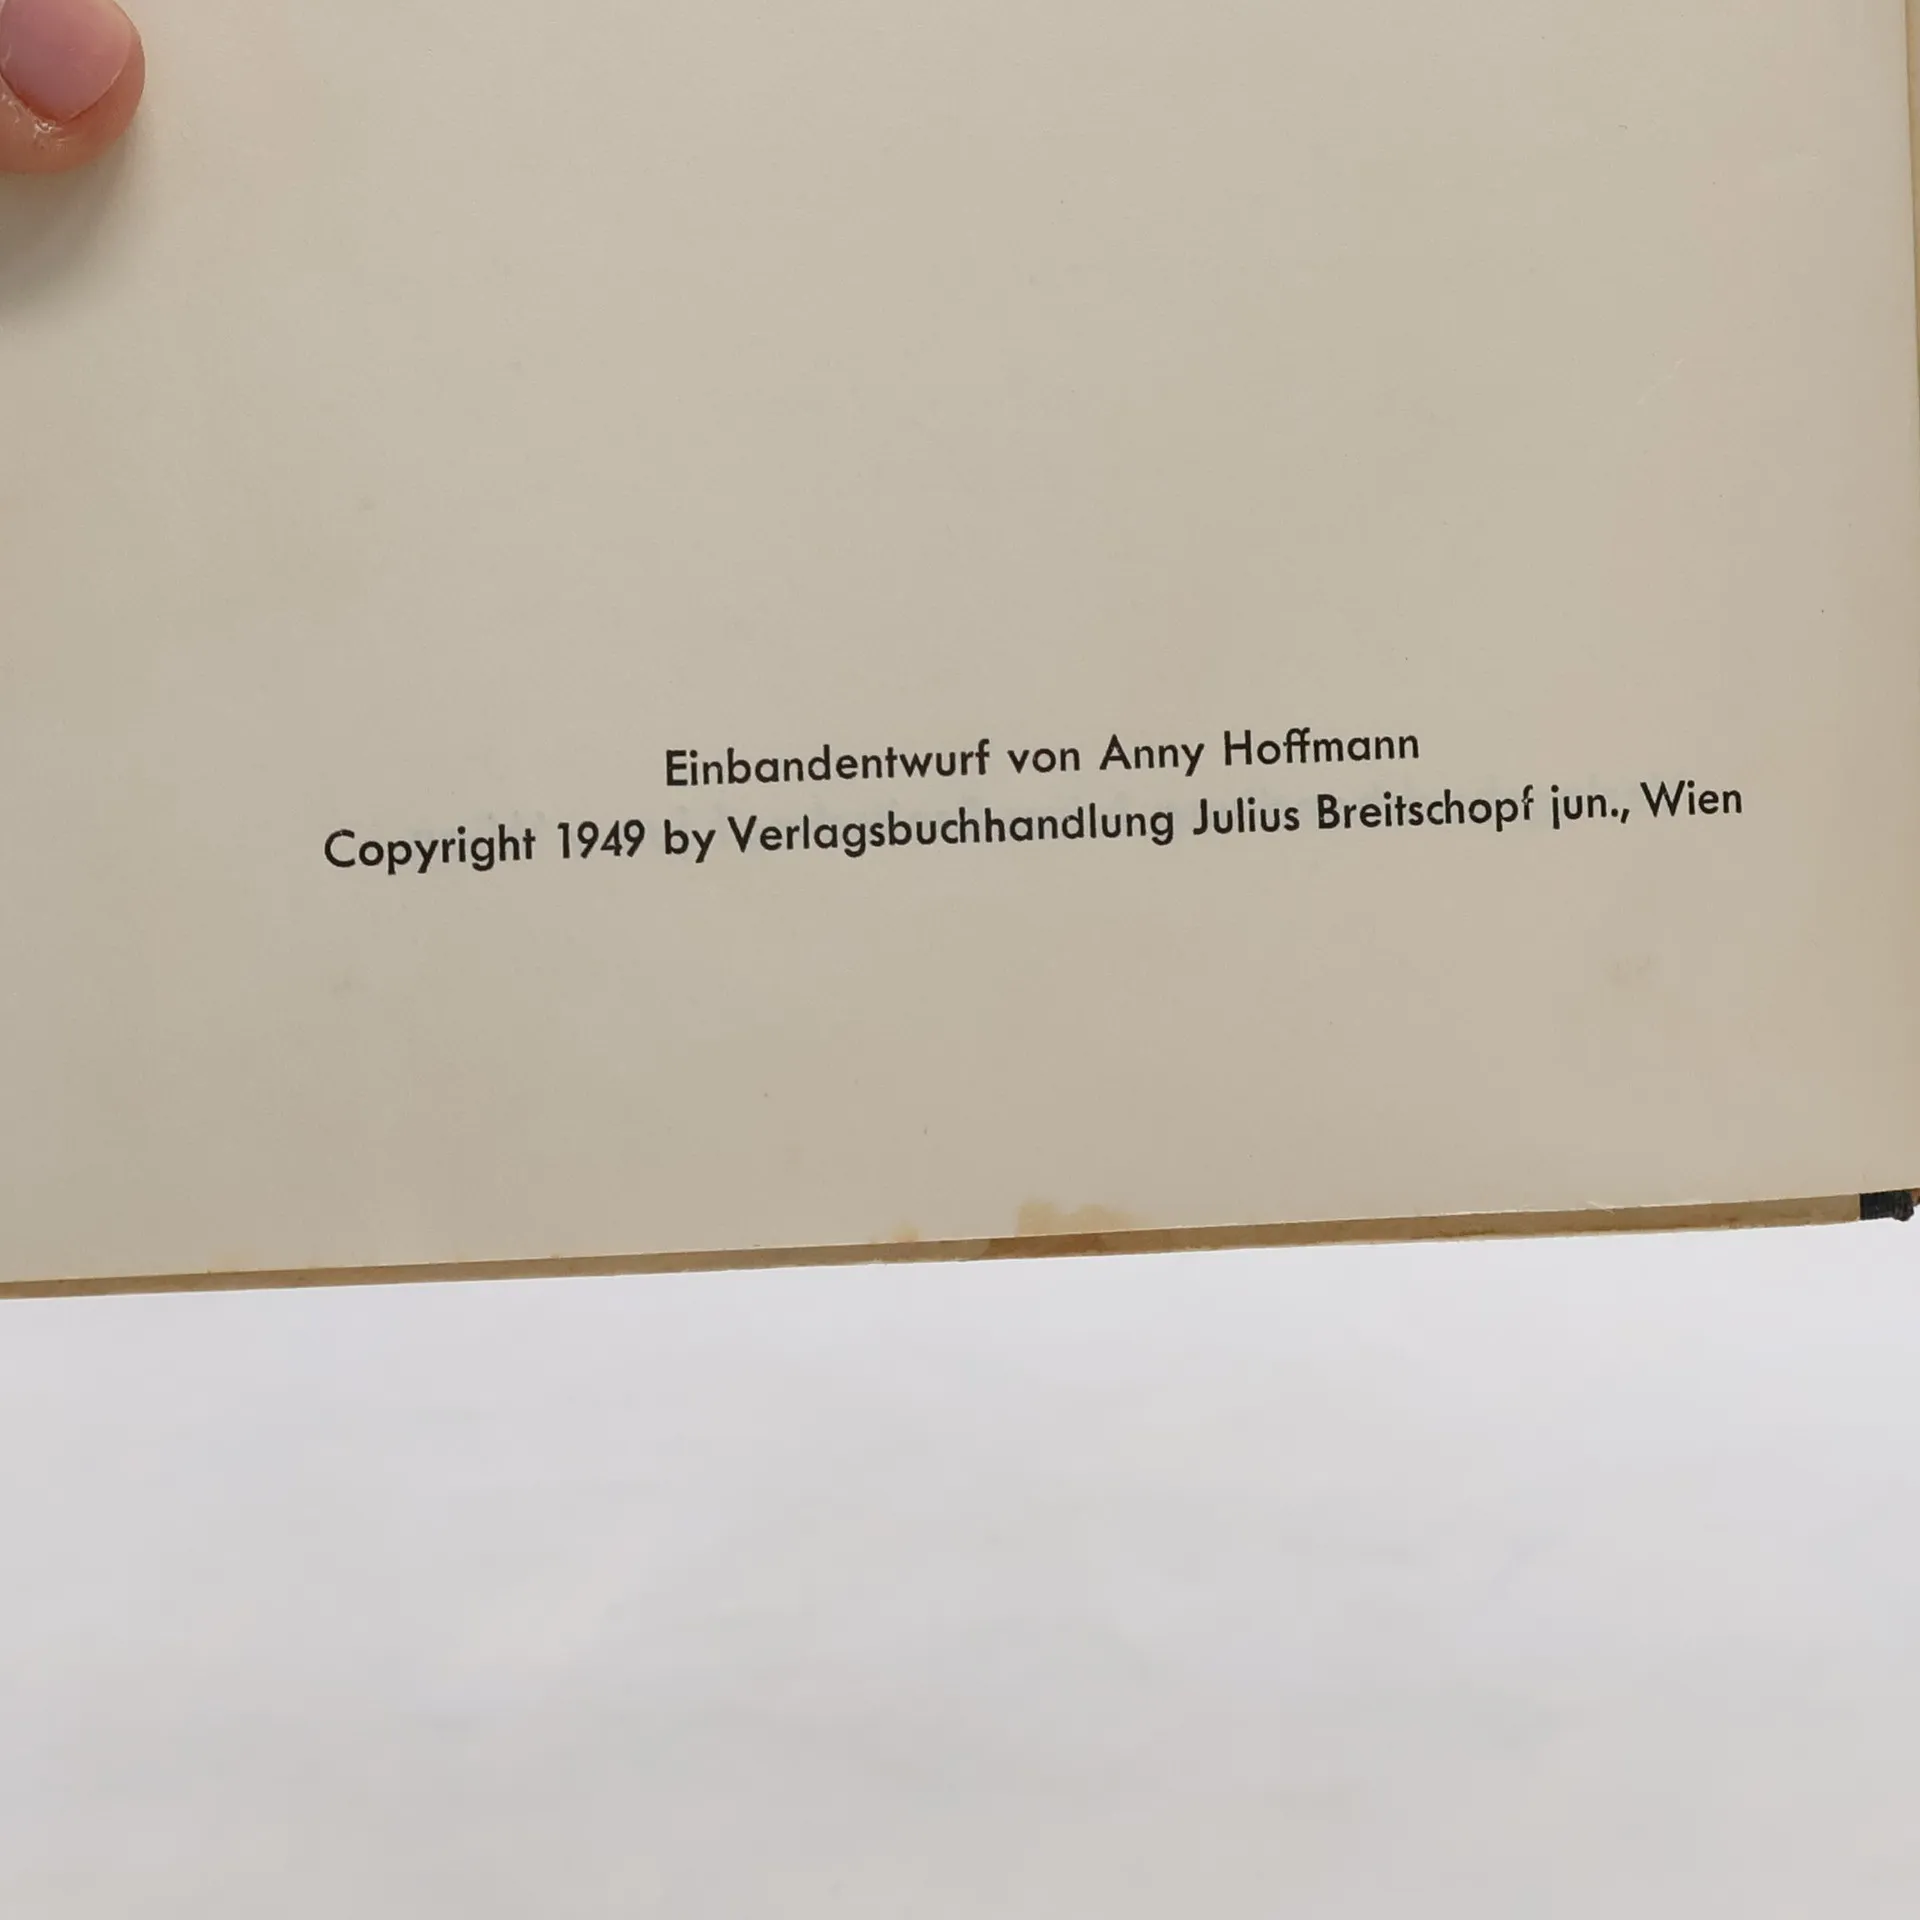 Einbandentwurf von Anny Hoffmann
Copyright 1949 by Verlagsbuchhandlung Julius Breitschopf jun., Wien